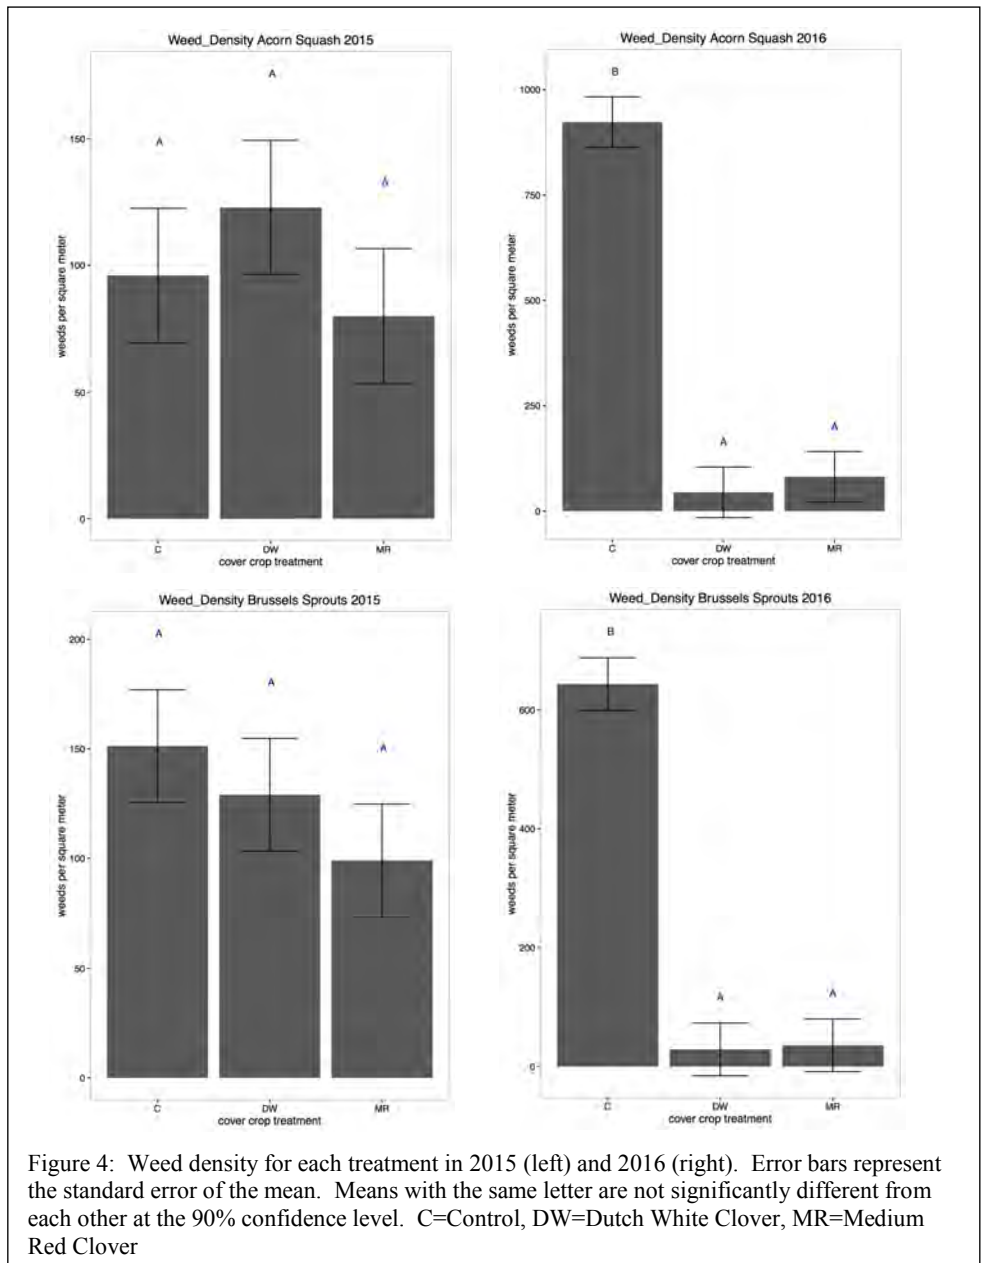 Weed_Density Acorn Squash 2015
A
A
A
150
100
50
0
weeds per square meter
C DW MR
cover crop treatment
Weed_Density Acorn Squash 2016
B
A
A
1000
750
500
250
0
weeds per square meter
C DW MR
cover crop treatment
Weed_Density Brussels Sprouts 2015
A
A
A
200
150
100
50
0
weeds per square meter
C DW MR
cover crop treatment
Weed_Density Brussels Sprouts 2016
B
A
A
600
400
200
0
weeds per square meter
C DW MR
cover crop treatment
Figure 4: Weed density for each treatment in 2015 (left) and 2016 (right). Error bars represent
the standard error of the mean. Means with the same letter are not significantly different from
each other at the 90% confidence level. C=Control, DW=Dutch White Clover, MR=Medium
Red Clover